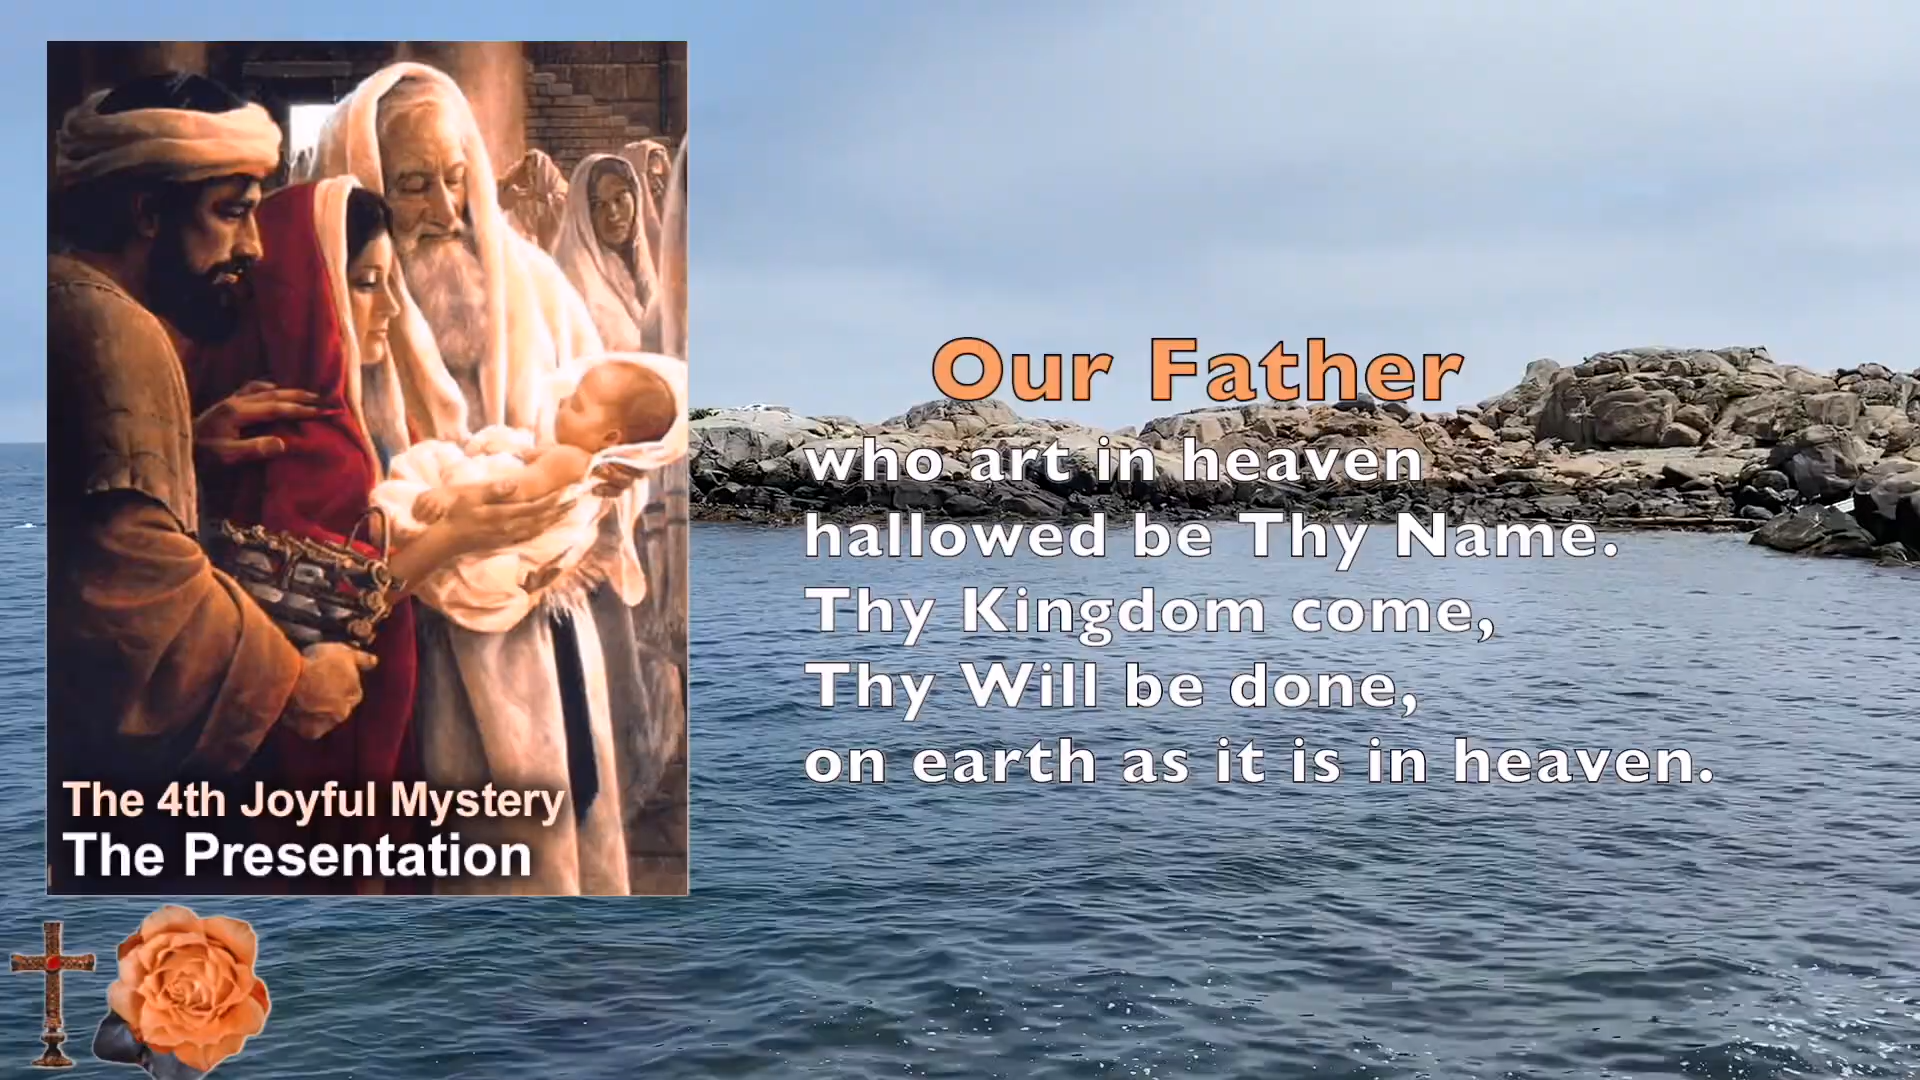 The 4th Joyful Mystery
The Presentation
Our Father
who art in heaven
hallowed be Thy Name.
Thy Kingdom come,
Thy Will be done,
on earth as it is in heaven.